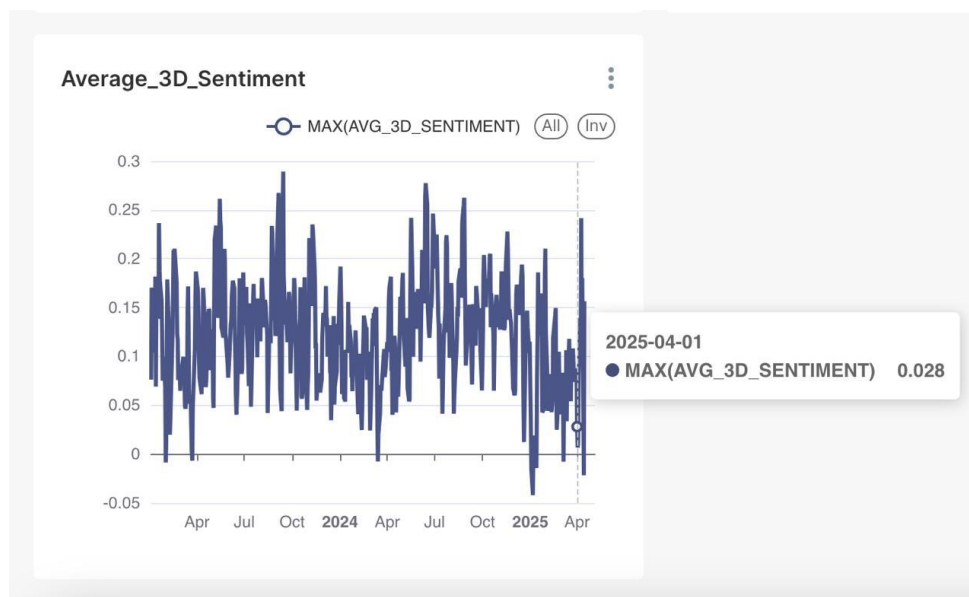 Average_3D_Sentiment
MAX(AVG_3D_SENTIMENT) All Inv
0.3
0.25
0.2
0.15
0.1
0.05
0
-0.05
Apr Jul Oct 2024 Apr Jul Oct 2025 Apr
2025-04-01
MAX(AVG_3D_SENTIMENT) 0.028